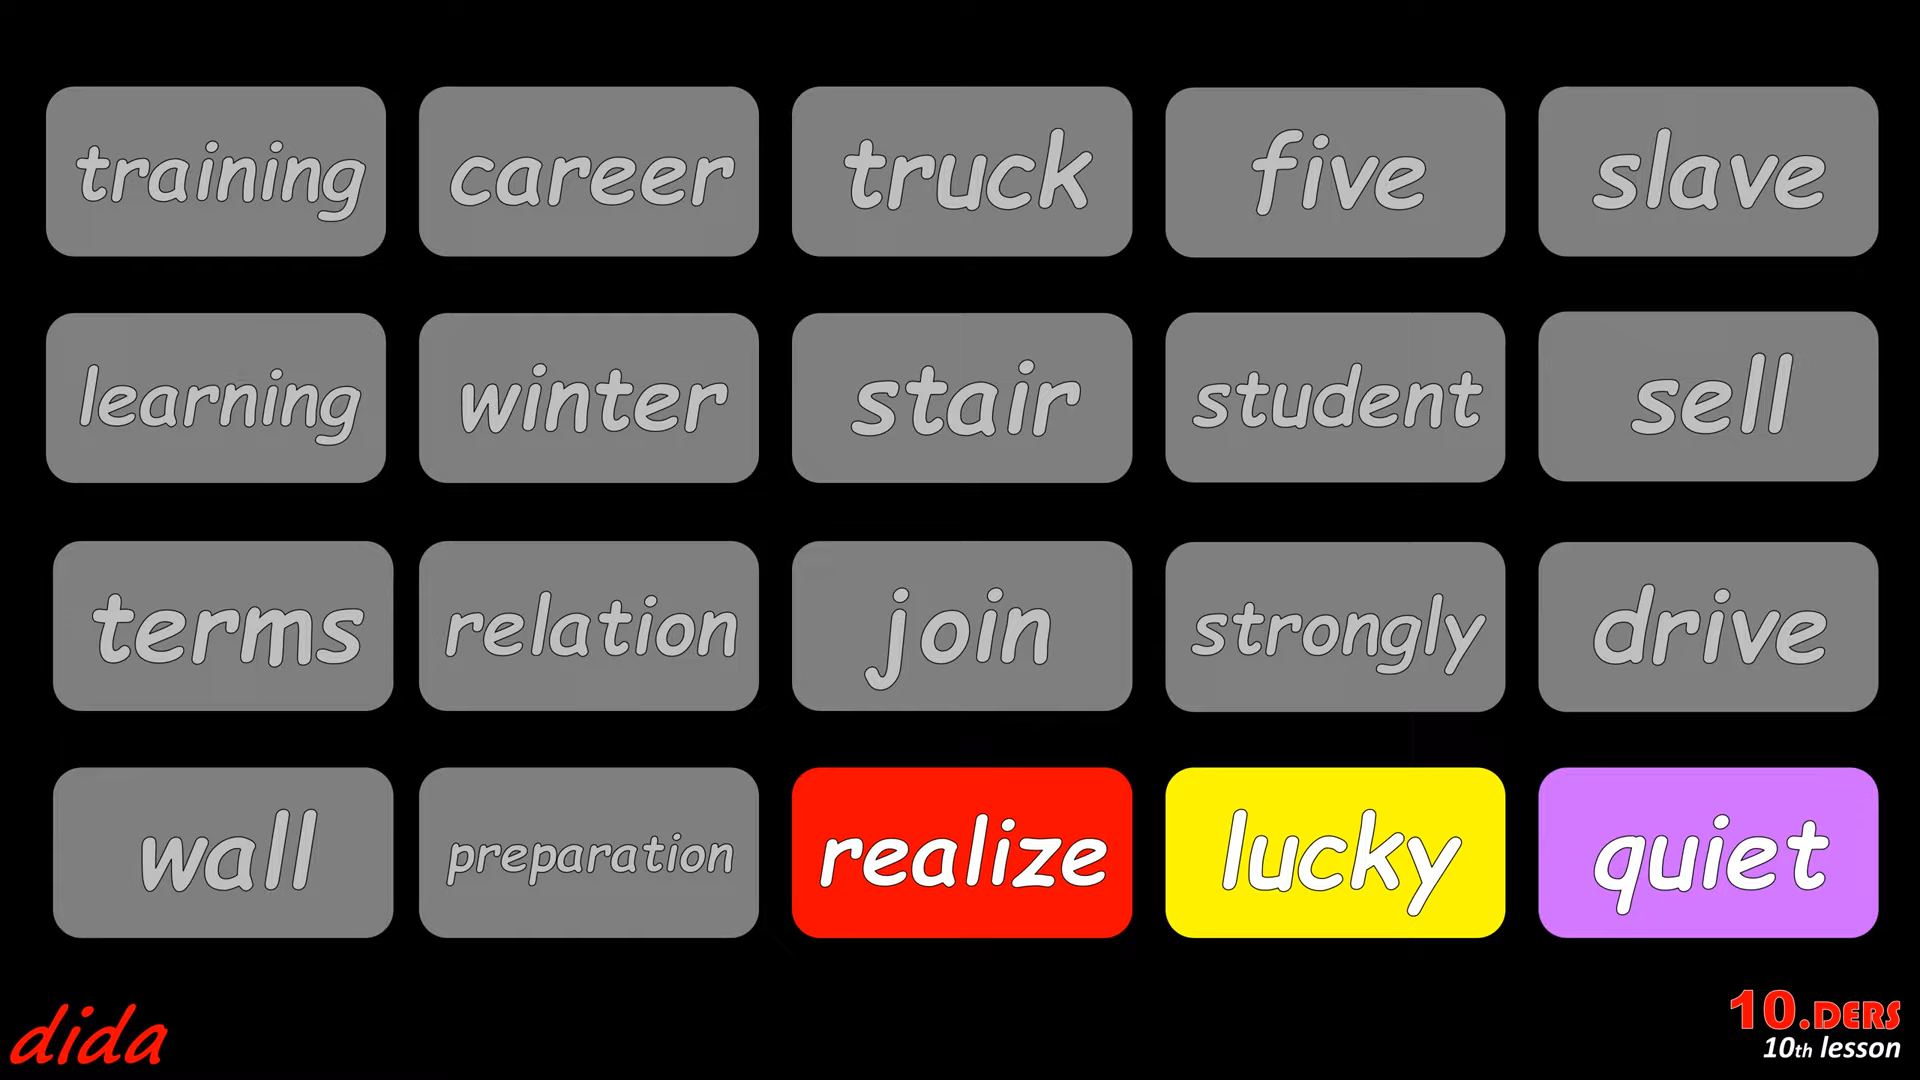 training career truck five slave
learning winter stair student sell
terms relation join strongly drive
wall preparation realize lucky quiet
dida
10.DERS
10th lesson